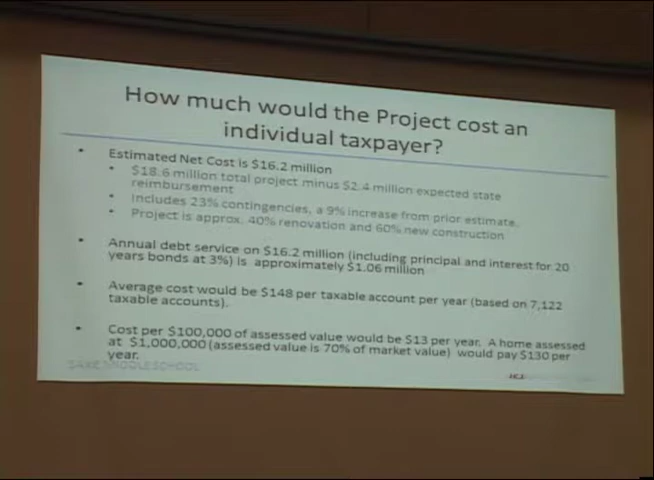 How much would the Project cost an
individual taxpayer?
• Estimated Net Cost is $16.2 million
• $18.6 million total project minus $2.4 million expected state
reimbursement
• Includes 23% contingencies, a 9% increase from prior estimate.
• Project is approx. 40% renovation and 60% new construction
• Annual debt service on $16.2 million (including principal and interest for 20
years bonds at 3%) is approximately $1.06 million
• Average cost would be $148 per taxable account per year (based on 7,122
taxable accounts).
• Cost per $100,000 of assessed value would be $13 per year. A home assessed
at $1,000,000 (assessed value is 70% of market value) would pay $130 per
year.
SCHOOL